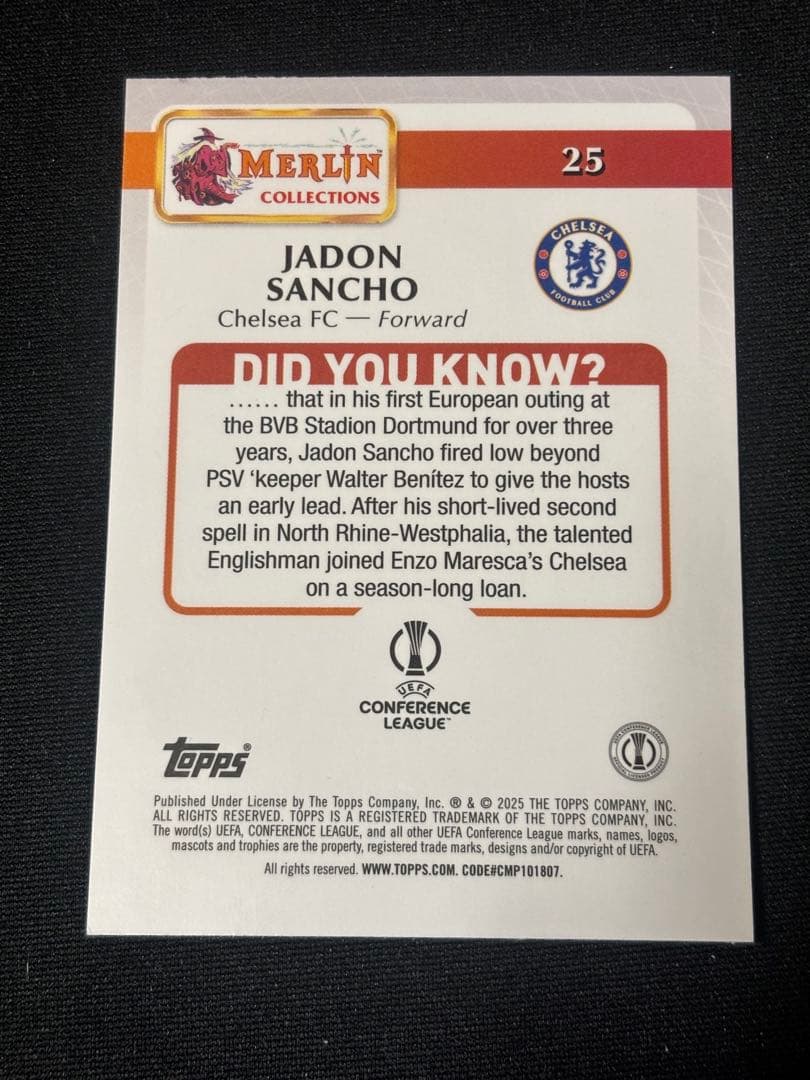 MERLIN™
COLLECTIONS
25
JADON
SANCHO
CHELSEA
FOOTBALL CLUB
Chelsea FC — Forward
DID YOU KNOW?
...... that in his first European outing at
the BVB Stadion Dortmund for over three
years, Jadon Sancho fired low beyond
PSV ‘keeper Walter Benítez to give the hosts
an early lead. After his short-lived second
spell in North Rhine-Westphalia, the talented
Englishman joined Enzo Maresca’s Chelsea
on a season-long loan.
UEFA
CONFERENCE
LEAGUE™
Topps®
Published Under License by The Topps Company, Inc. ® & © 2025 THE TOPPS COMPANY, INC.
ALL RIGHTS RESERVED. TOPPS IS A REGISTERED TRADEMARK OF THE TOPPS COMPANY, INC.
The word(s) UEFA, CONFERENCE LEAGUE, and all other UEFA Conference League marks, names, logos,
mascots and trophies are the property, registered trade marks, designs and/or copyright of UEFA.
All rights reserved. WWW.TOPPS.COM. CODE#CMP101807.